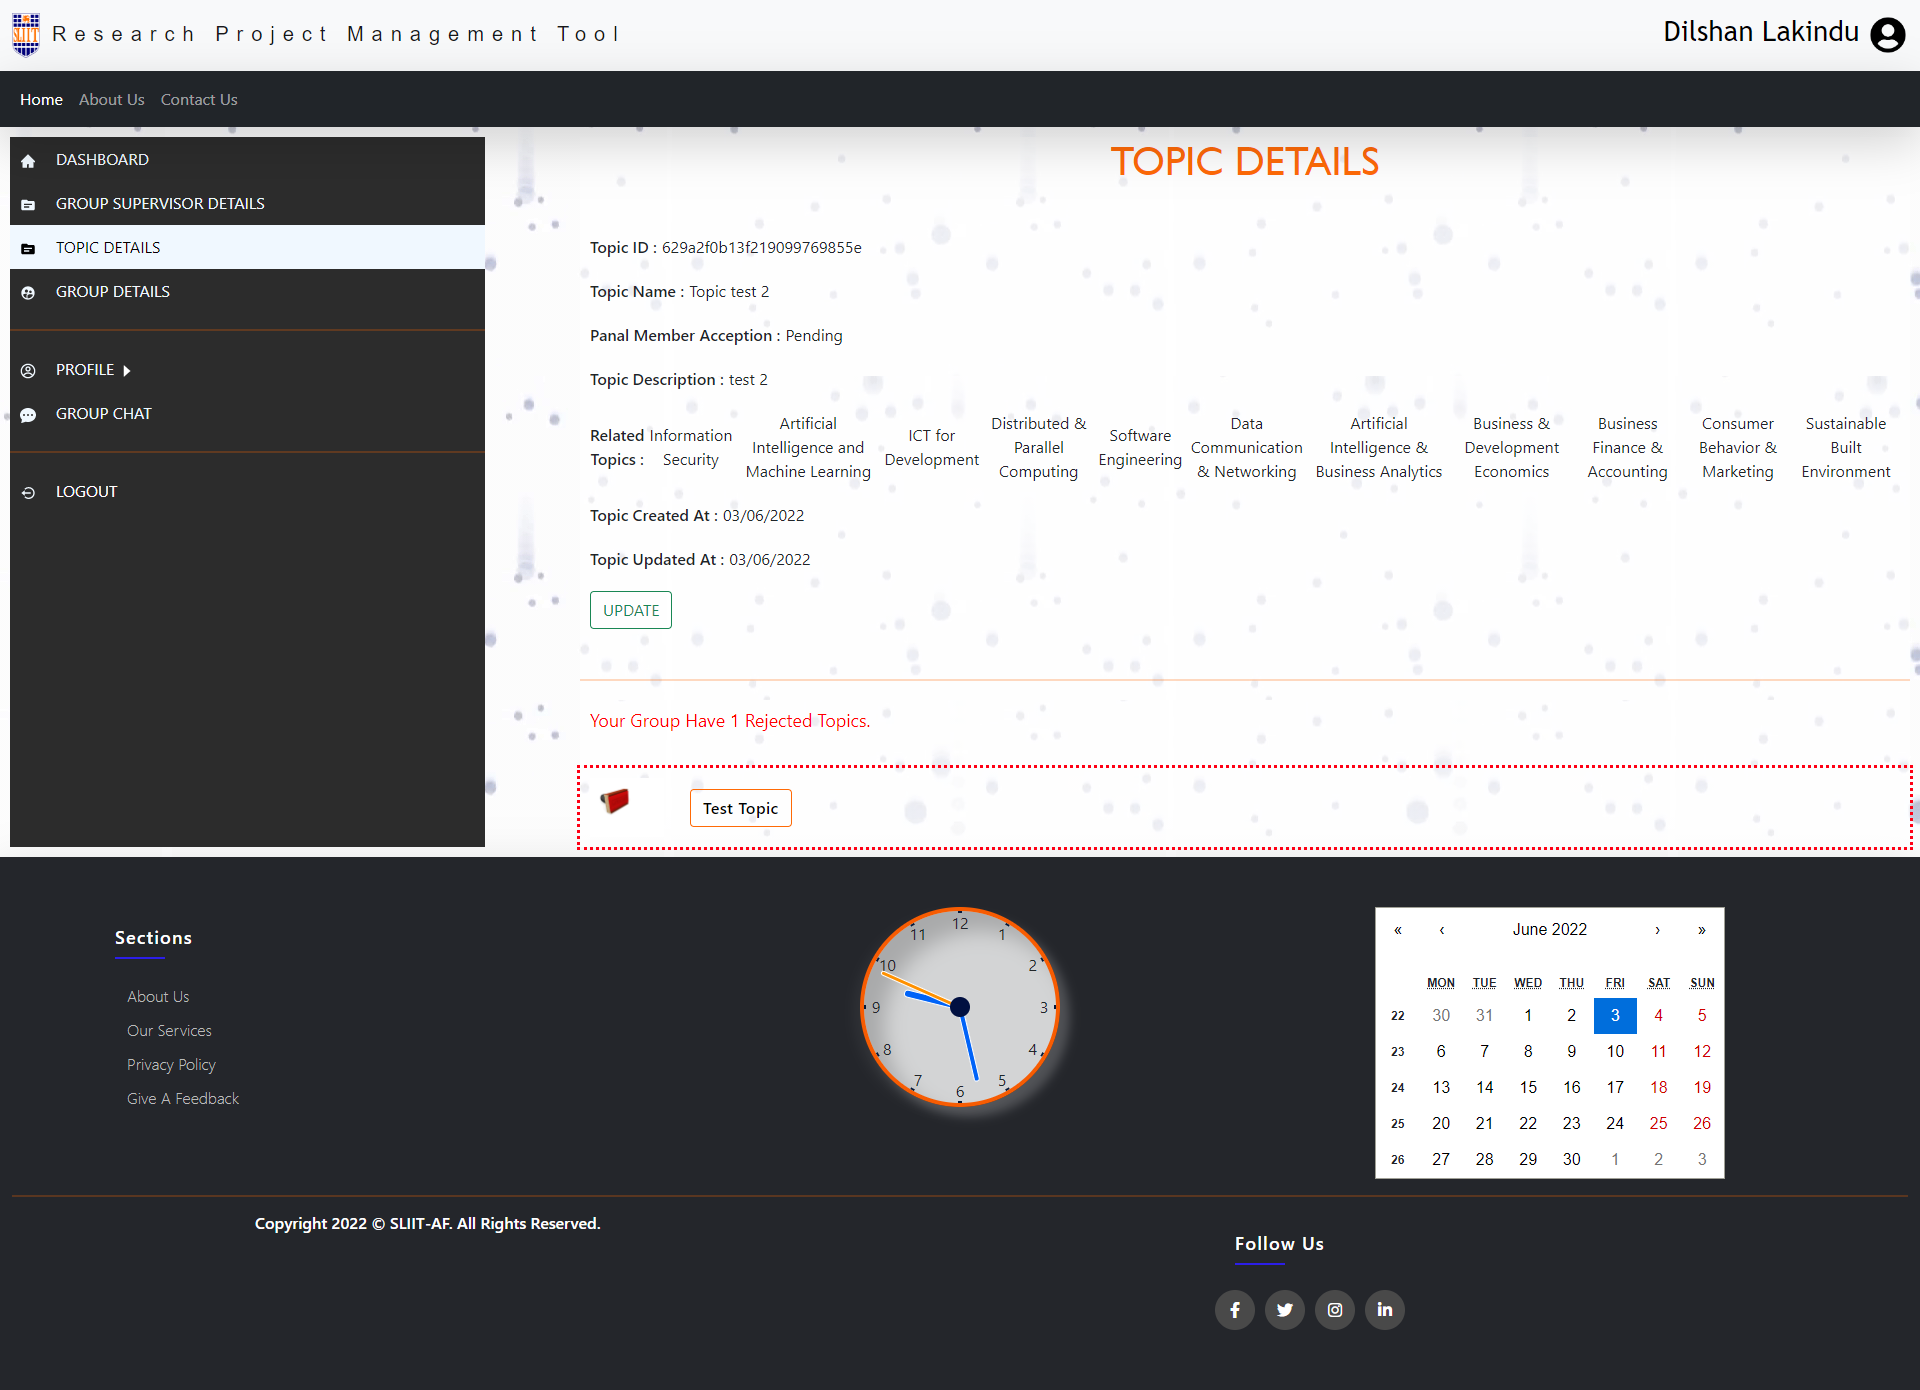 SLIIT
Research Project Management Tool
Dilshan Lakindu
Home About Us Contact Us
DASHBOARD
GROUP SUPERVISOR DETAILS
TOPIC DETAILS
GROUP DETAILS
PROFILE
GROUP CHAT
LOGOUT
TOPIC DETAILS
Topic ID : 629a2f0b13f219099769855e
Topic Name : Topic test 2
Panal Member Acception : Pending
Topic Description : test 2
Related Topics :
Information Security
Artificial Intelligence and Machine Learning
ICT for Development
Distributed & Parallel Computing
Software Engineering
Data Communication & Networking
Artificial Intelligence & Business Analytics
Business & Development Economics
Business Finance & Accounting
Consumer Behavior & Marketing
Sustainable Built Environment
Topic Created At : 03/06/2022
Topic Updated At : 03/06/2022
UPDATE
Your Group Have 1 Rejected Topics.
Test Topic
Sections
About Us
Our Services
Privacy Policy
Give A Feedback
12
11 1
10 2
9 3
8 4
7 5
6
« ‹ June 2022 › »
MON TUE WED THU FRI SAT SUN
22 30 31 1 2 3 4 5
23 6 7 8 9 10 11 12
24 13 14 15 16 17 18 19
25 20 21 22 23 24 25 26
26 27 28 29 30 1 2 3
Copyright 2022 © SLIIT-AF. All Rights Reserved.
Follow Us